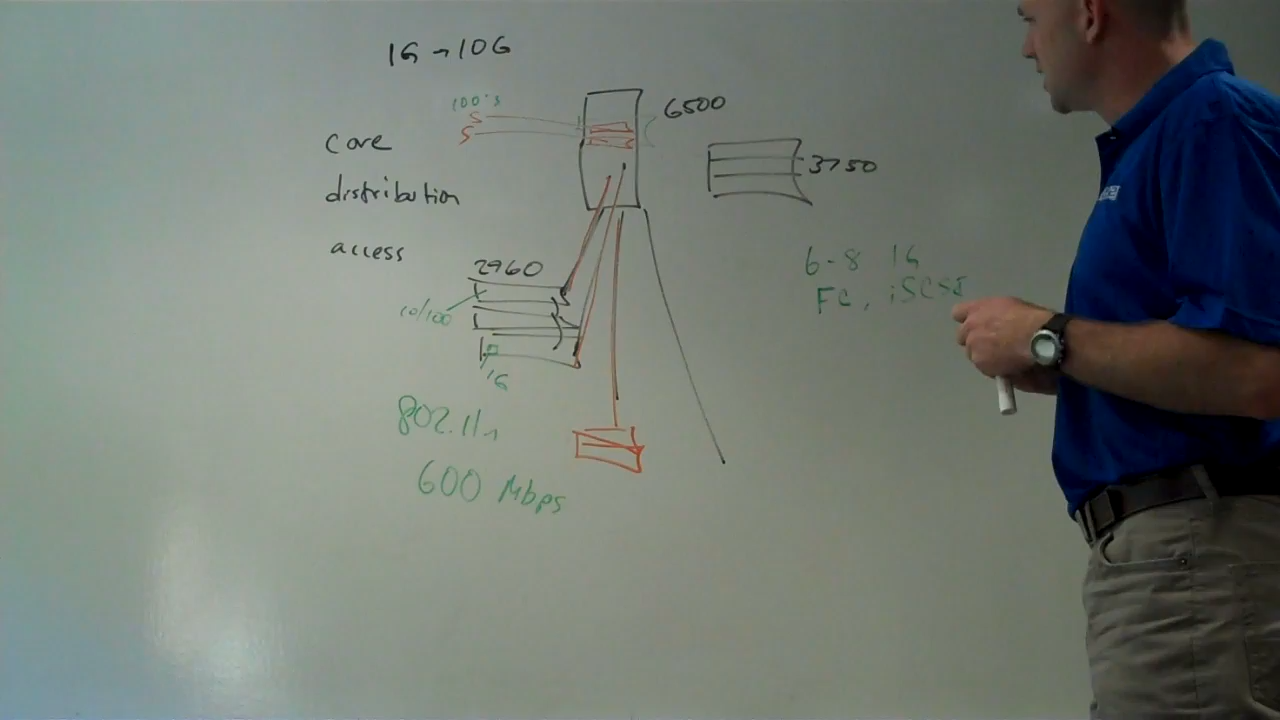 1G → 10G
100's
S
S
6500
core
3750
distribution
access
2960
6-8 1G
10/100
FC, iSCSI
1G
802.11n
600 Mbps